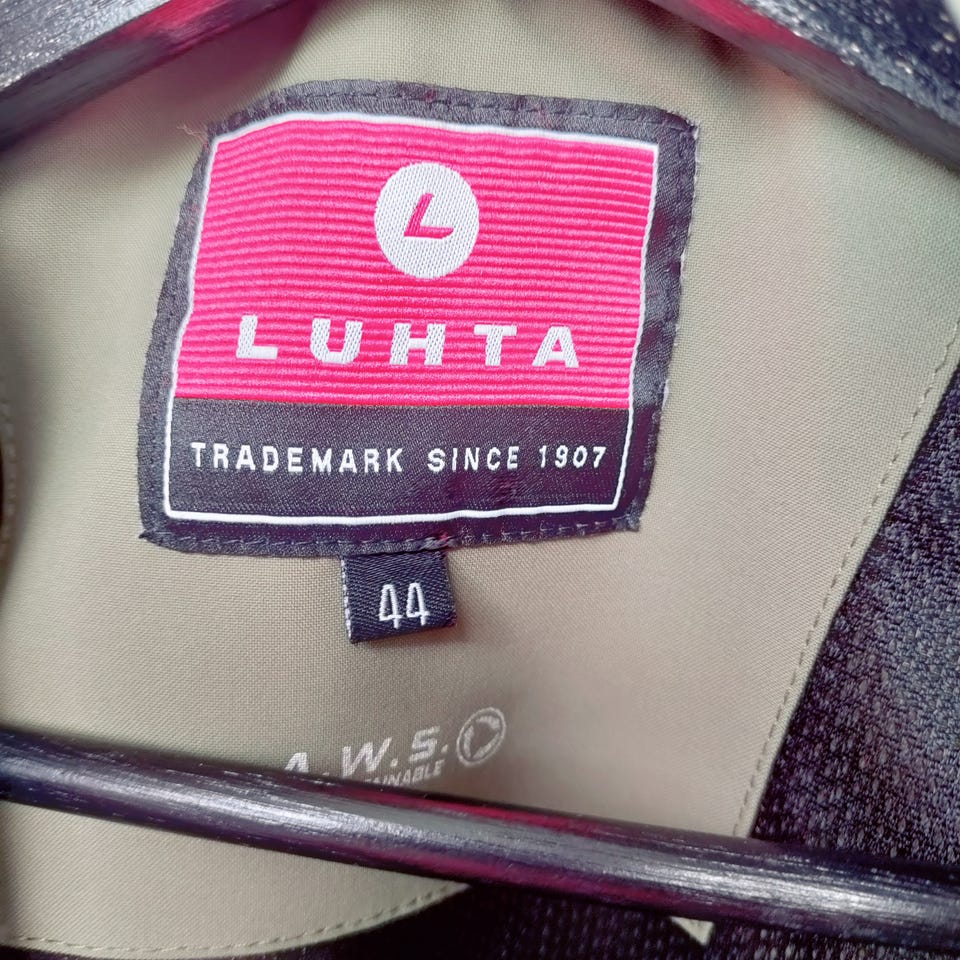 L
LUHTA
TRADEMARK SINCE 1907
44
A.W.S.